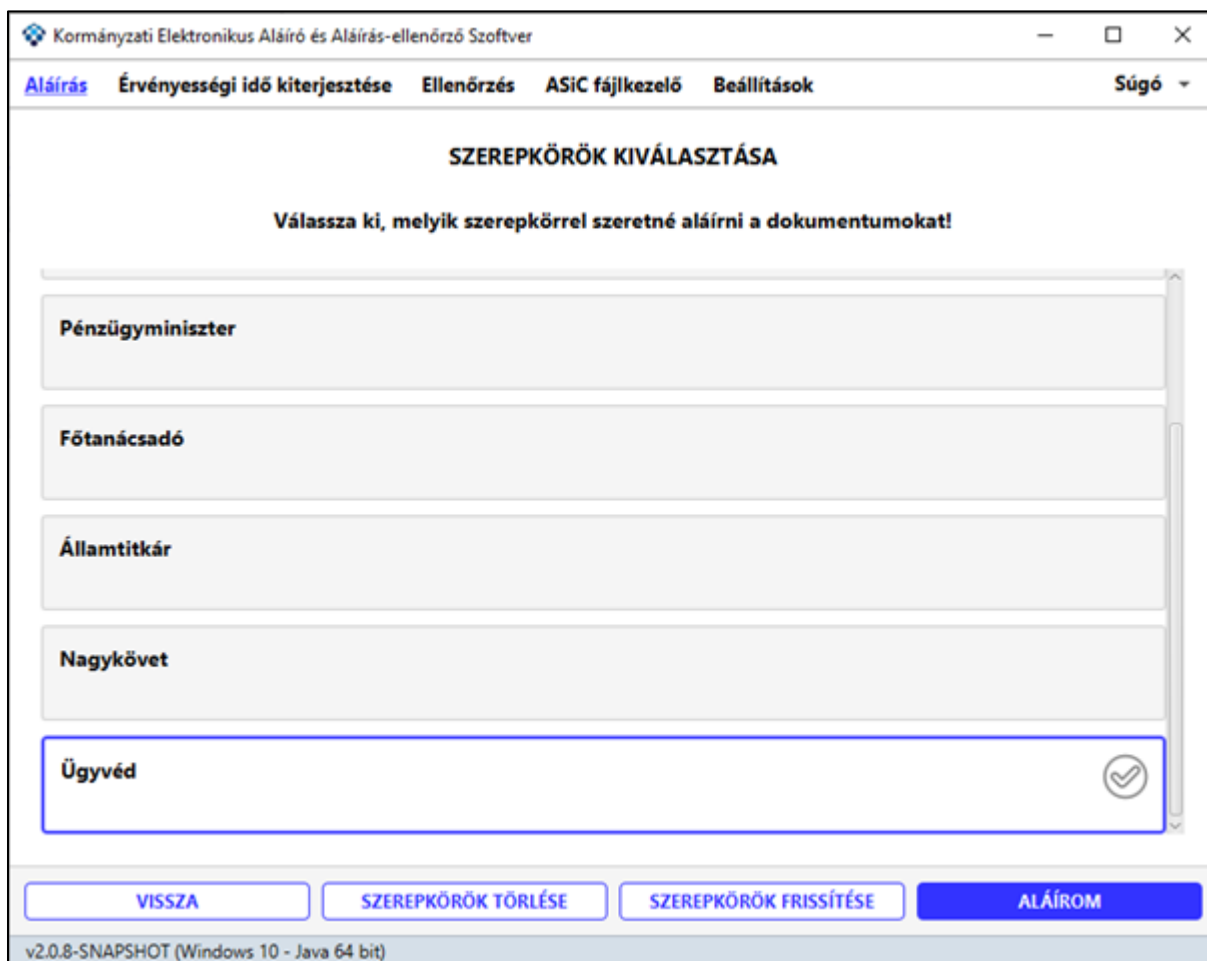 Kormányzati Elektronikus Aláíró és Aláírás-ellenőrző Szoftver
Aláírás Érvényességi idő kiterjesztése Ellenőrzés ASiC fájlkezelő Beállítások Súgó
SZEREPKÖRÖK KIVÁLASZTÁSA
Válassza ki, melyik szerepkörrel szeretné aláírni a dokumentumokat!
Pénzügyminiszter
Főtanácsadó
Államtitkár
Nagykövet
Ügyvéd
VISSZA SZEREPKÖRÖK TÖRLÉSE SZEREPKÖRÖK FRISSÍTÉSE ALÁÍROM
v2.0.8-SNAPSHOT (Windows 10 - Java 64 bit)